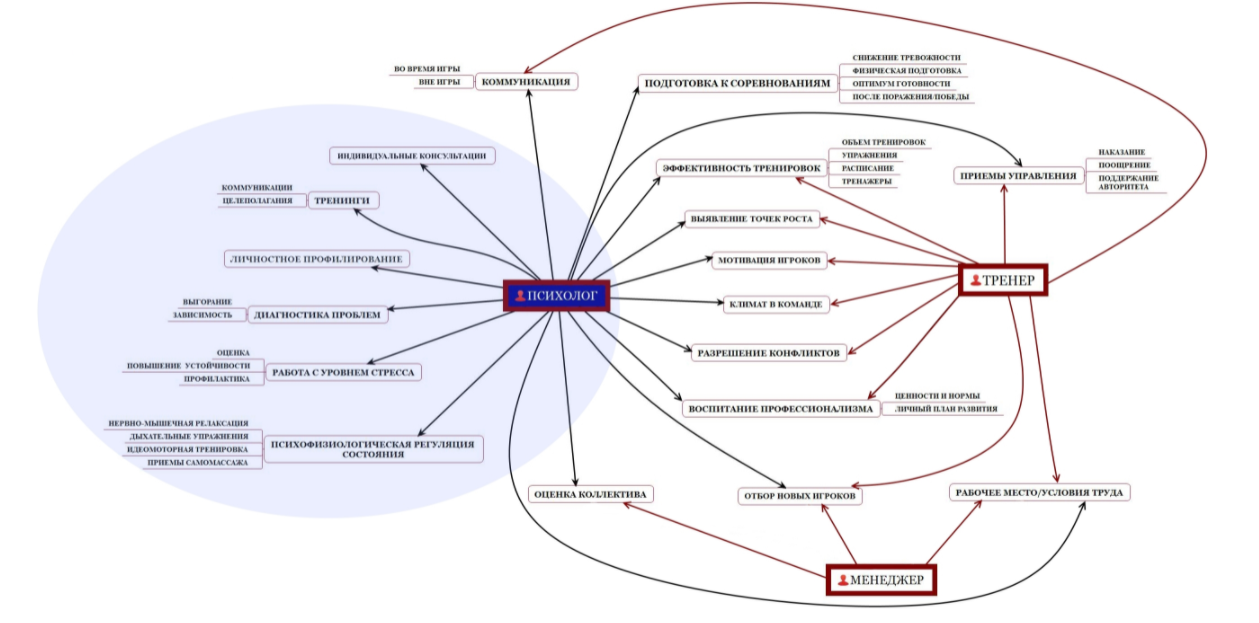 ВО ВРЕМЯ ИГРЫ
ВНЕ ИГРЫ
КОММУНИКАЦИЯ
ПОДГОТОВКА К СОРЕВНОВАНИЯМ
СНИЖЕНИЕ ТРЕВОЖНОСТИ
ФИЗИЧЕСКАЯ ПОДГОТОВКА
ОПТИМУМ ГОТОВНОСТИ
ПОСЛЕ ПОРАЖЕНИЯ/ПОБЕДЫ
ИНДИВИДУАЛЬНЫЕ КОНСУЛЬТАЦИИ
ЭФФЕКТИВНОСТЬ ТРЕНИРОВОК
ОБЪЕМ ТРЕНИРОВОК
УПРАЖНЕНИЯ
РАСПИСАНИЕ
ТРЕНАЖЕРЫ
ПРИЕМЫ УПРАВЛЕНИЯ
НАКАЗАНИЕ
ПООЩРЕНИЕ
ПОДДЕРЖАНИЕ
АВТОРИТЕТА
КОММУНИКАЦИИ
ЦЕЛЕПОЛАГАНИЯ
ТРЕНИНГИ
ВЫЯВЛЕНИЕ ТОЧЕК РОСТА
ЛИЧНОСТНОЕ ПРОФИЛИРОВАНИЕ
МОТИВАЦИЯ ИГРОКОВ
ТРЕНЕР
ПСИХОЛОГ
ВЫГОРАНИЕ
ЗАВИСИМОСТЬ
ДИАГНОСТИКА ПРОБЛЕМ
КЛИМАТ В КОМАНДЕ
РАЗРЕШЕНИЕ КОНФЛИКТОВ
ОЦЕНКА
ПОВЫШЕНИЕ УСТОЙЧИВОСТИ
ПРОФИЛАКТИКА
РАБОТА С УРОВНЕМ СТРЕССА
ВОСПИТАНИЕ ПРОФЕССИОНАЛИЗМА
ЦЕННОСТИ И НОРМЫ
ЛИЧНЫЙ ПЛАН РАЗВИТИЯ
НЕРВНО-МЫШЕЧНАЯ РЕЛАКСАЦИЯ
ДЫХАТЕЛЬНЫЕ УПРАЖНЕНИЯ
ИДЕОМОТОРНАЯ ТРЕНИРОВКА
ПРИЕМЫ САМОМАССАЖА
ПСИХОФИЗИОЛОГИЧЕСКАЯ РЕГУЛЯЦИЯ
СОСТОЯНИЯ
ОЦЕНКА КОЛЛЕКТИВА
ОТБОР НОВЫХ ИГРОКОВ
РАБОЧЕЕ МЕСТО/УСЛОВИЯ ТРУДА
МЕНЕДЖЕР